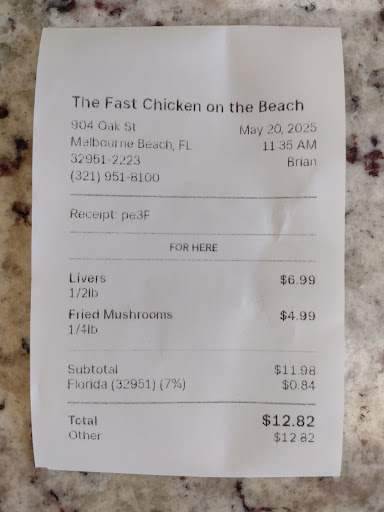 The Fast Chicken on the Beach
904 Oak St May 20, 2025
Malbourne Beach, FL 11:35 AM
32951-2223 Brian
(321) 951-8100
Receipt: pe3F
FOR HERE
Livers $6.99
1/2lb
Fried Mushrooms $4.99
1/4lb
Subtotal $11.98
Florida (32951) (7%) $0.84
Total $12.82
Other $12.82